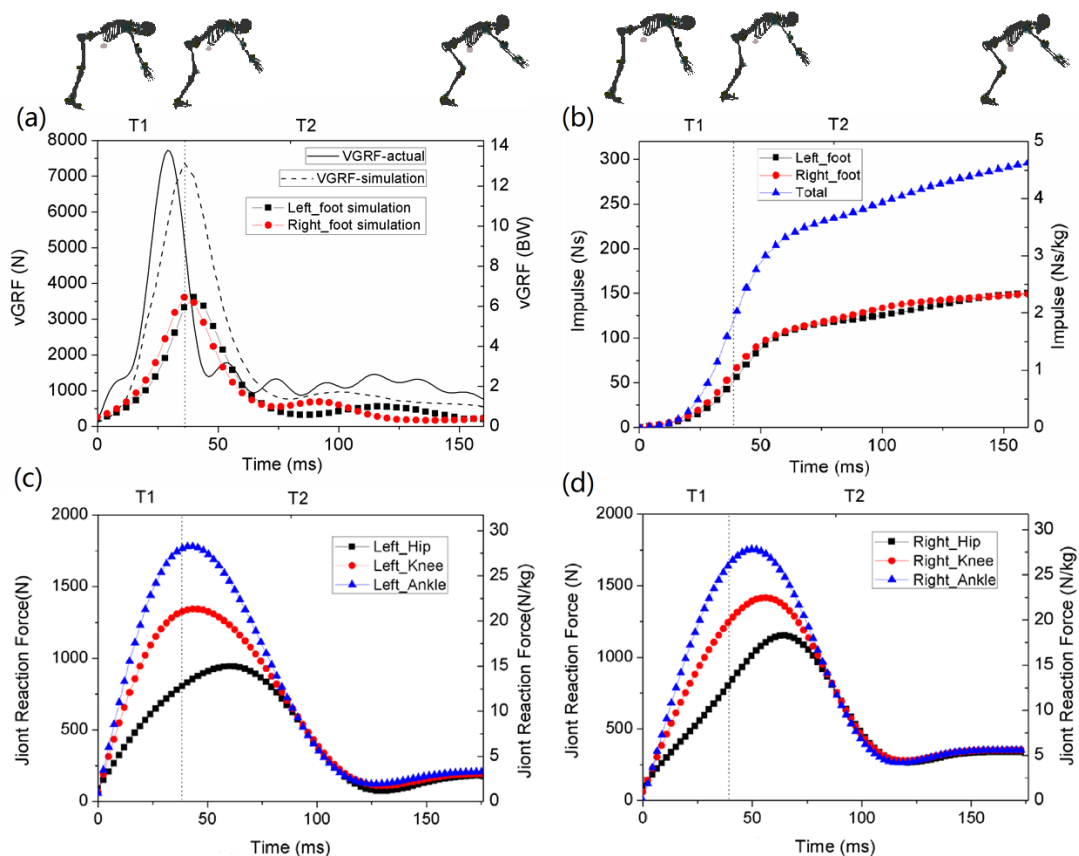 (a)
T1
T2
8000
7000
6000
5000
4000
3000
2000
1000
0
vGRF (N)
VGRF-actual
VGRF-simulation
Left_foot simulation
Right_foot simulation
14
12
10
8
6
4
2
0
vGRF (BW)
0
50
100
150
Time (ms)
(b)
T1
T2
300
250
200
150
100
50
0
Impulse (Ns)
Left_foot
Right_foot
Total
5
4
3
2
1
0
Impulse (Ns/kg)
0
50
100
150
Time (ms)
(c)
T1
T2
2000
1500
1000
500
0
Jiont Reaction Force(N)
Left_Hip
Left_Knee
Left_Ankle
30
25
20
15
10
5
0
Jiont Reaction Force(N/kg)
0
50
100
150
Time (ms)
(d)
T1
T2
2000
1500
1000
500
0
Jiont Reaction Force (N)
Right_Hip
Right_Knee
Right_Ankle
30
25
20
15
10
5
0
Jiont Reaction Force (N/kg)
0
50
100
150
Time (ms)